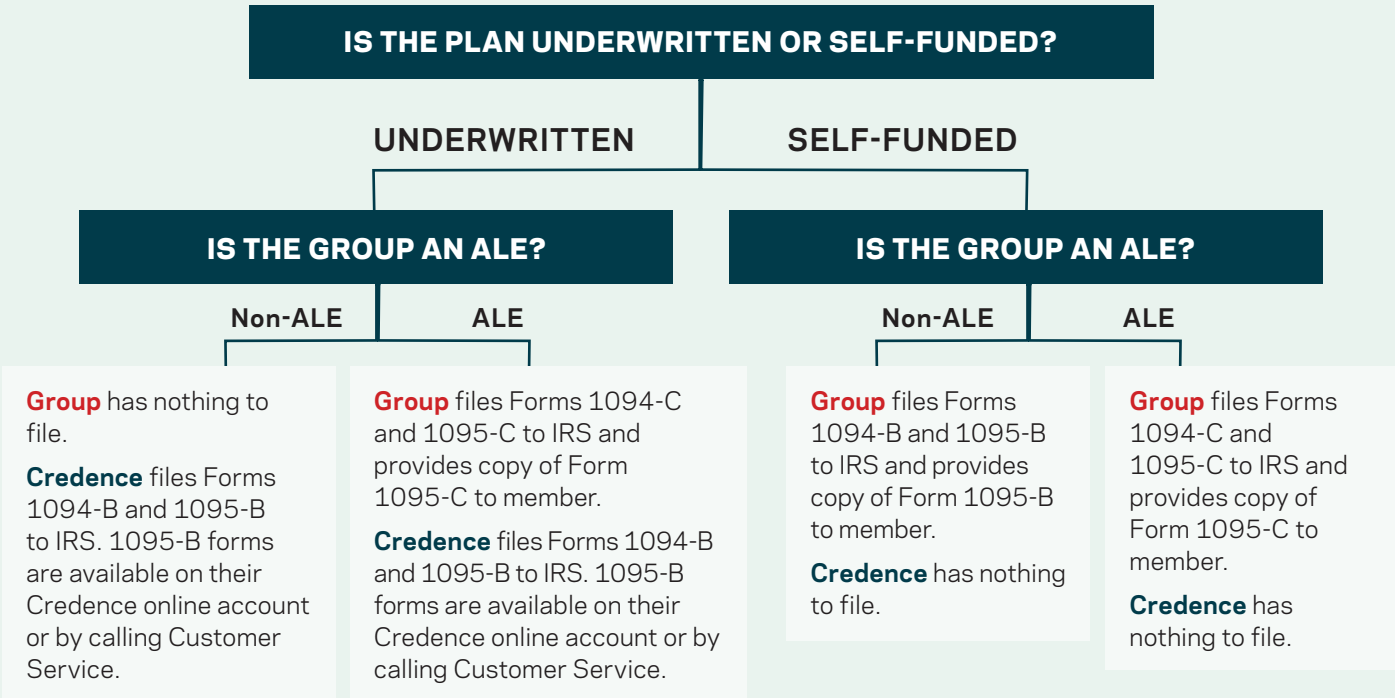 IS THE PLAN UNDERWRITTEN OR SELF-FUNDED?
UNDERWRITTEN
SELF-FUNDED
IS THE GROUP AN ALE?
IS THE GROUP AN ALE?
Non-ALE
ALE
Non-ALE
ALE
Group has nothing to
file.
Credence files Forms
1094-B and 1095-B
to IRS. 1095-B forms
are available on their
Credence online account
or by calling Customer
Service.
Group files Forms 1094-C
and 1095-C to IRS and
provides copy of Form
1095-C to member.
Credence files Forms 1094-B
and 1095-B to IRS. 1095-B
forms are available on their
Credence online account or by
calling Customer Service.
Group files Forms
1094-B and 1095-B
to IRS and provides
copy of Form 1095-B
to member.
Credence has nothing
to file.
Group files Forms
1094-C and
1095-C to IRS and
provides copy of
Form 1095-C to
member.
Credence has
nothing to file.